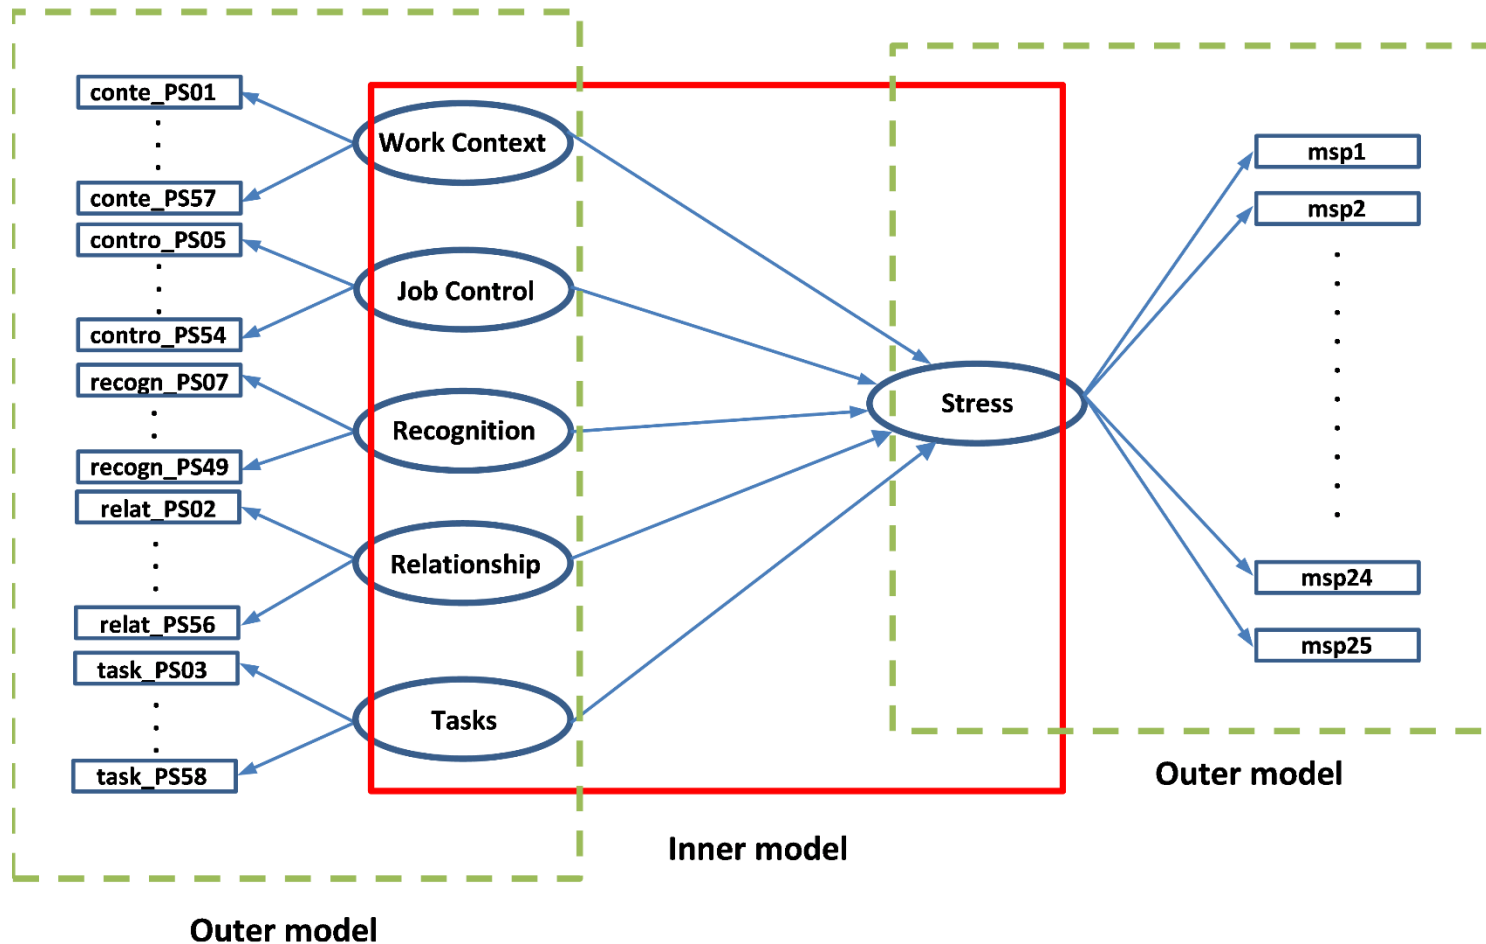 conte_PS01
conte_PS57
contro_PS05
contro_PS54
recogn_PS07
recogn_PS49
relat_PS02
relat_PS56
task_PS03
task_PS58
Work Context
Job Control
Recognition
Relationship
Tasks
Stress
msp1
msp2
msp24
msp25
Outer model
Inner model
Outer model